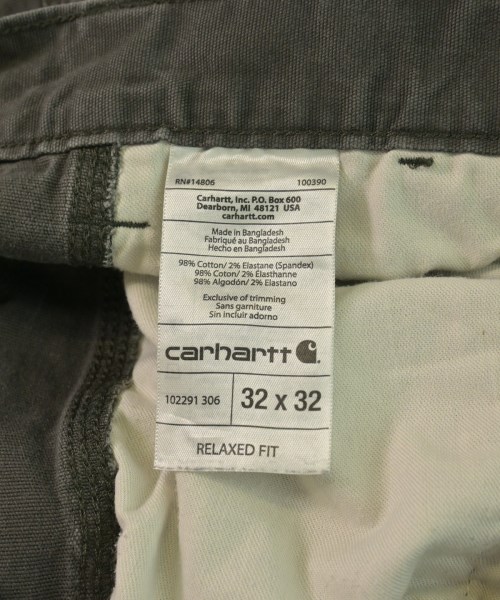 RN#14806 100390
Carhartt, Inc. P.O. Box 600
Dearborn, MI 48121 USA
carhartt.com
Made in Bangladesh
Fabriqué au Bangladesh
Hecho en Bangladesh
98% Cotton/ 2% Elastane (Spandex)
98% Coton/ 2% Elasthanne
98% Algodón/ 2% Elastano
Exclusive of trimming
Sans garniture
Sin incluir adorno
carhartt
102291 306 32 x 32
RELAXED FIT